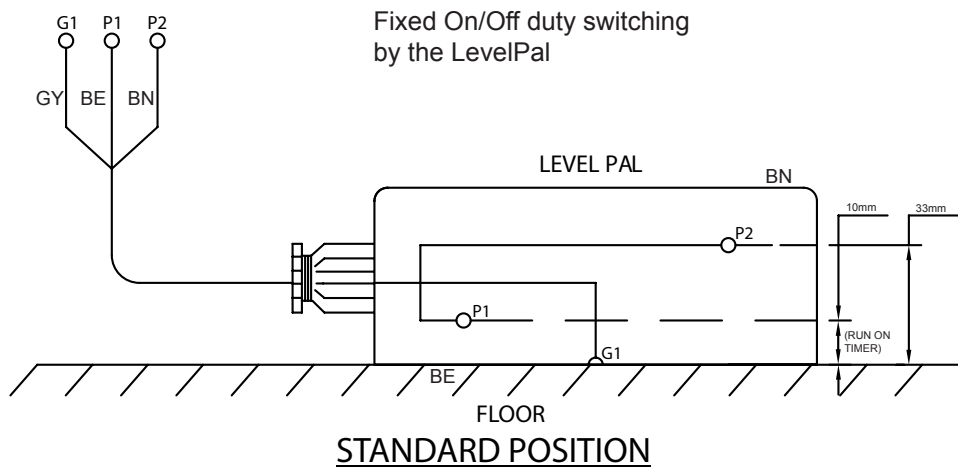 G1 P1 P2
Fixed On/Off duty switching
by the LevelPal
GY BE BN
LEVEL PAL
BN
10mm
33mm
P2
P1
(RUN ON
TIMER)
G1
BE
FLOOR
STANDARD POSITION